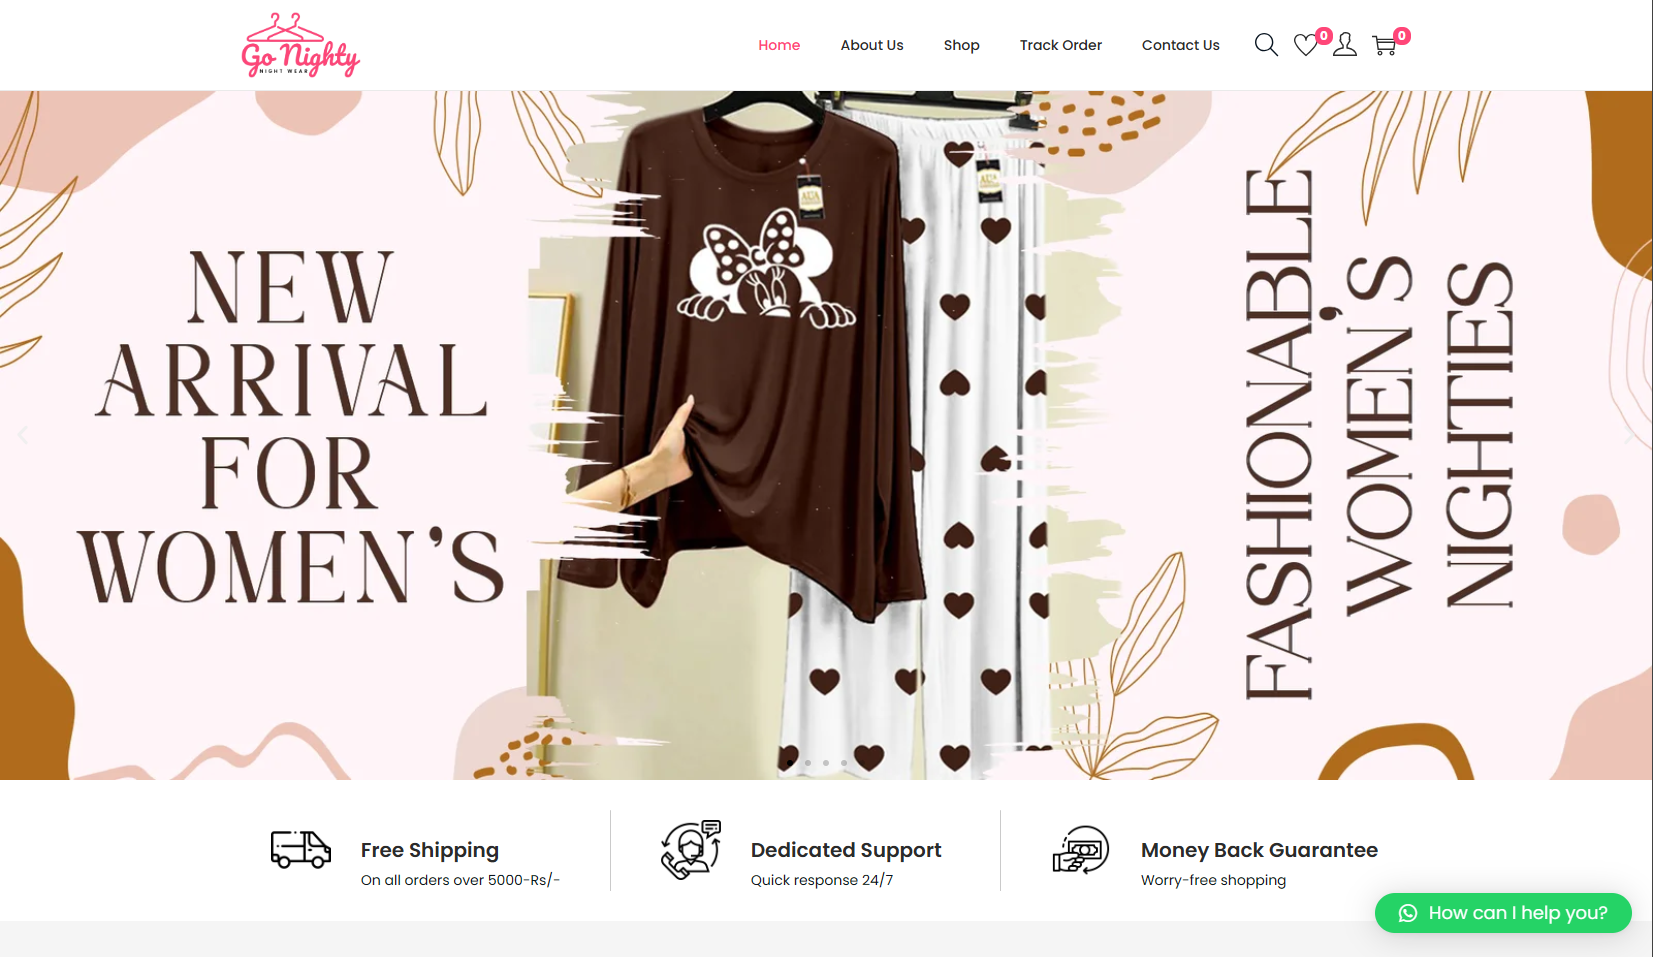 Go Nighty
NIGHT WEAR
Home
About Us
Shop
Track Order
Contact Us
0
0
NEW
ARRIVAL
FOR
WOMEN'S
AUA
AUA
FASHIONABLE
WOMEN'S
NIGHTIES
Free Shipping
On all orders over 5000-Rs/-
Dedicated Support
Quick response 24/7
Money Back Guarantee
Worry-free shopping
How can I help you?